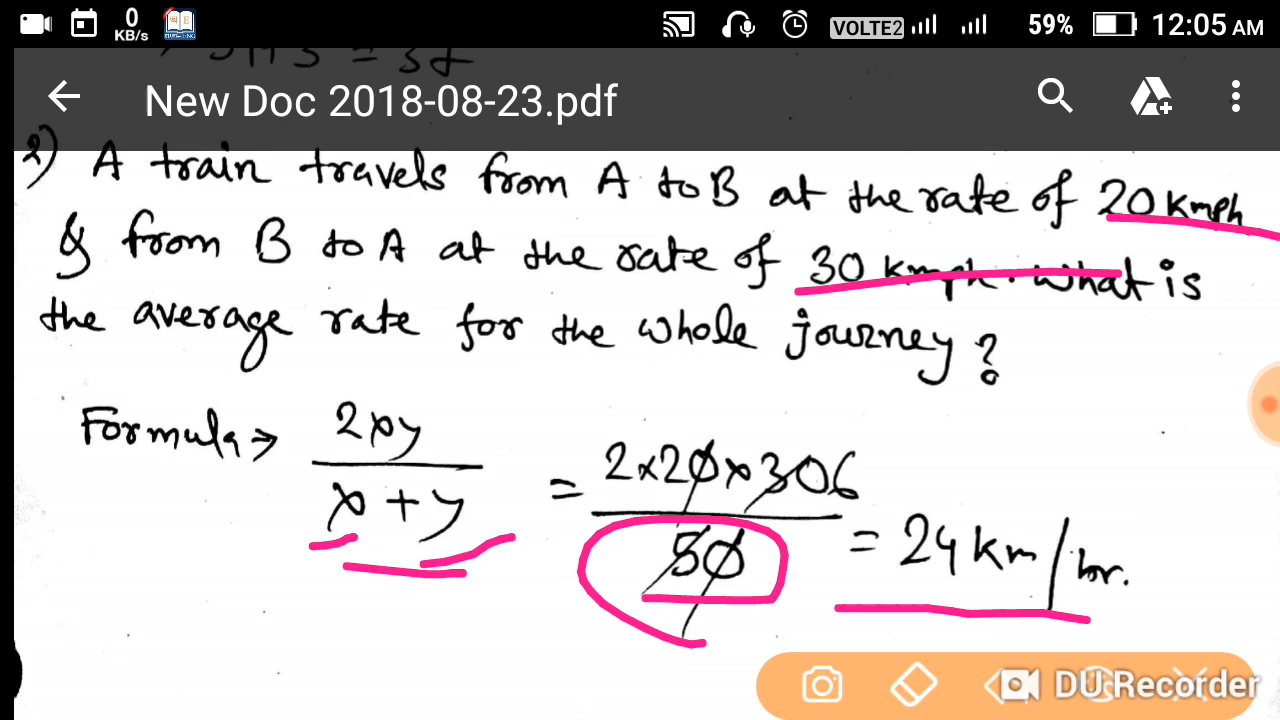 0
KB/s
VOLTE2
59%
12:05 AM
New Doc 2018-08-23.pdf
2) A train travels from A to B at the rate of 20 kmph
& from B to A at the rate of 30 kmph. What is
the average rate for the whole journey?
Formula → 2xy / x + y = 2 x 20 x 30 6 / 50 = 24 km/hr.
DU Recorder